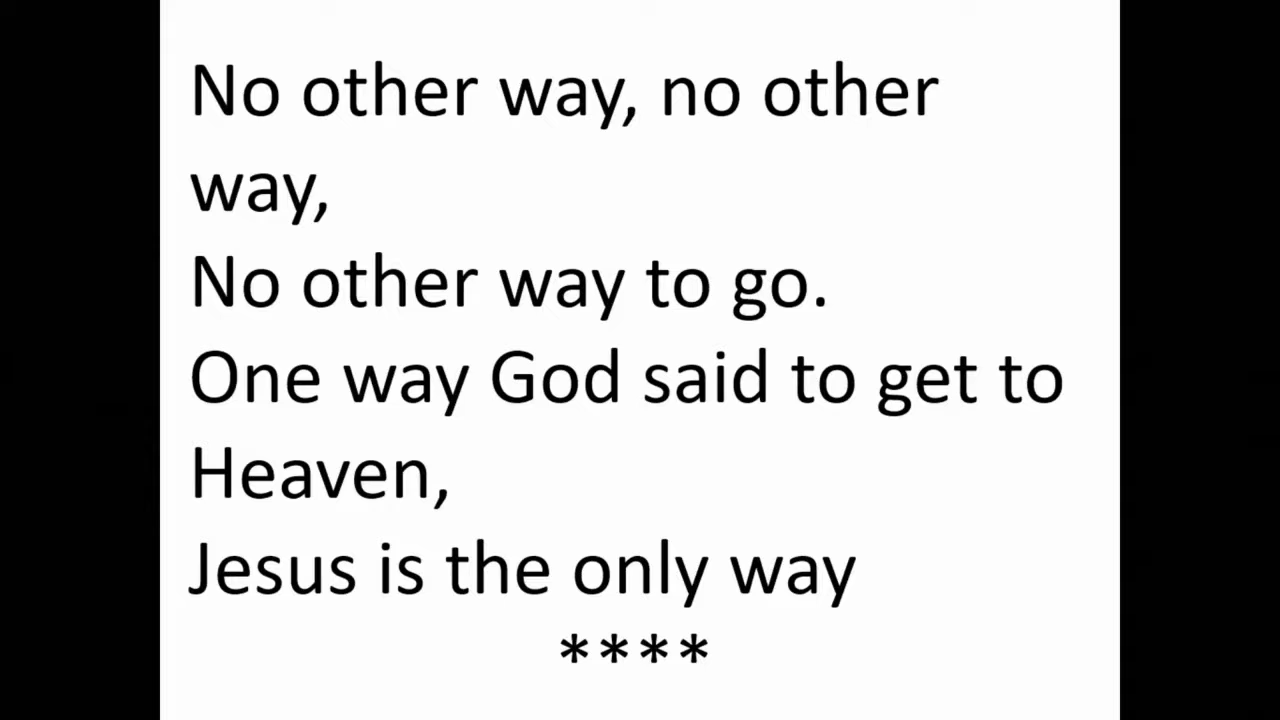 No other way, no other
way,
No other way to go.
One way God said to get to
Heaven,
Jesus is the only way
****